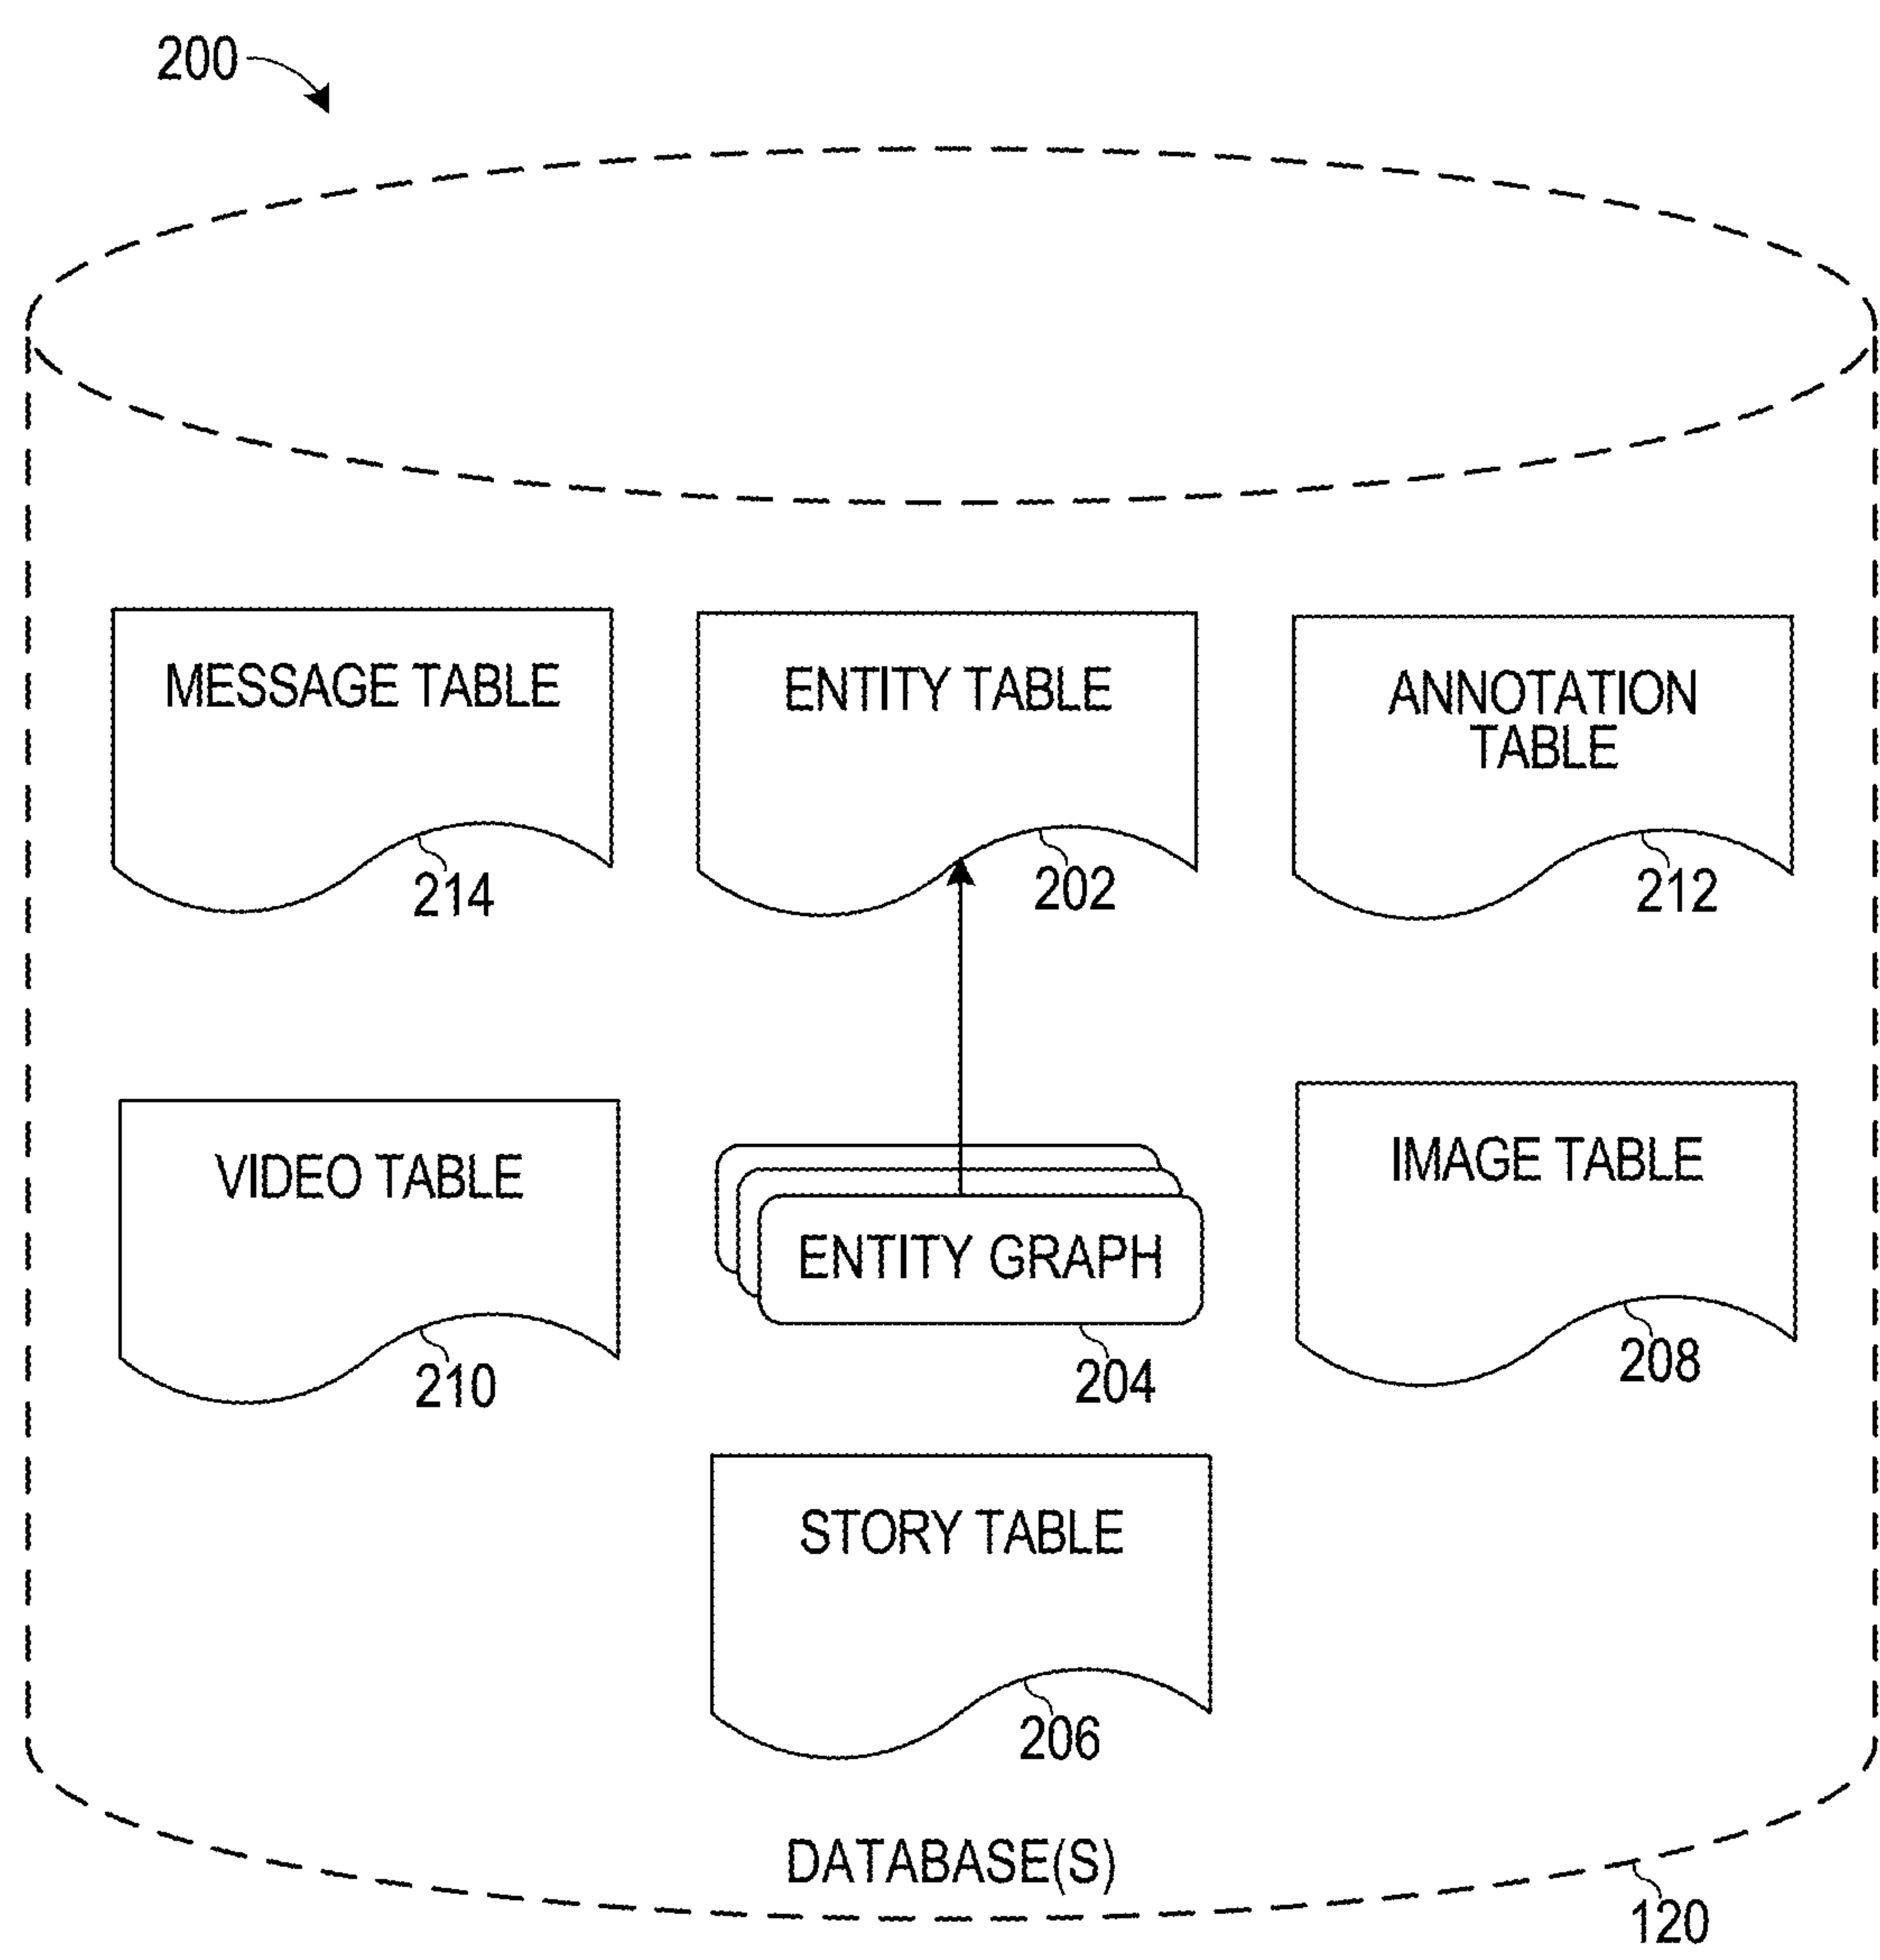 200
MESSAGE TABLE
214
ENTITY TABLE
202
ANNOTATION
TABLE
212
VIDEO TABLE
210
ENTITY GRAPH
204
IMAGE TABLE
208
STORY TABLE
206
DATABASE(S)
120